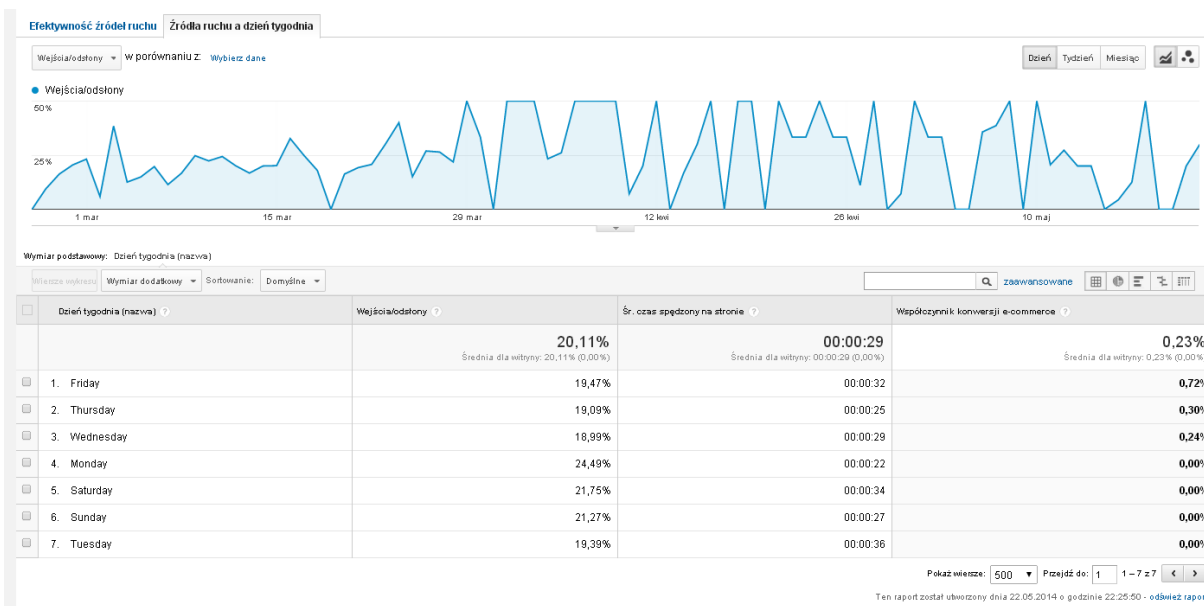 Efektywność źródeł ruchu Źródła ruchu a dzień tygodnia
Wejścia/odsłony w porównaniu z: Wybierz dane Dzień Tydzień Miesiąc
Wejścia/odsłony
50%
25%
1 mar 15 mar 29 mar 12 kwi 26 kwi 10 maj
Wymiar podstawowy: Dzień tygodnia (nazwa)
Wiersze wykresu Wymiar dodatkowy Sortowanie: Domyślne zaawansowane
Dzień tygodnia (nazwa) ? Wejścia/odsłony ? Śr. czas spędzony na stronie ? Współczynnik konwersji e-commerce ?
20,11% 00:00:29 0,23%
Średnia dla witryny: 20,11% (0,00%) Średnia dla witryny: 00:00:29 (0,00%) Średnia dla witryny: 0,23% (0,00%
1. Friday 19,47% 00:00:32 0,72%
2. Thursday 19,09% 00:00:25 0,30%
3. Wednesday 18,99% 00:00:29 0,24%
4. Monday 24,49% 00:00:22 0,00%
5. Saturday 21,75% 00:00:34 0,00%
6. Sunday 21,27% 00:00:27 0,00%
7. Tuesday 19,39% 00:00:36 0,00%
Pokaż wiersze: 500 Przejdź do: 1 1 – 7 z 7
Ten raport został utworzony dnia 22.05.2014 o godzinie 22:25:50 - odśwież rapor